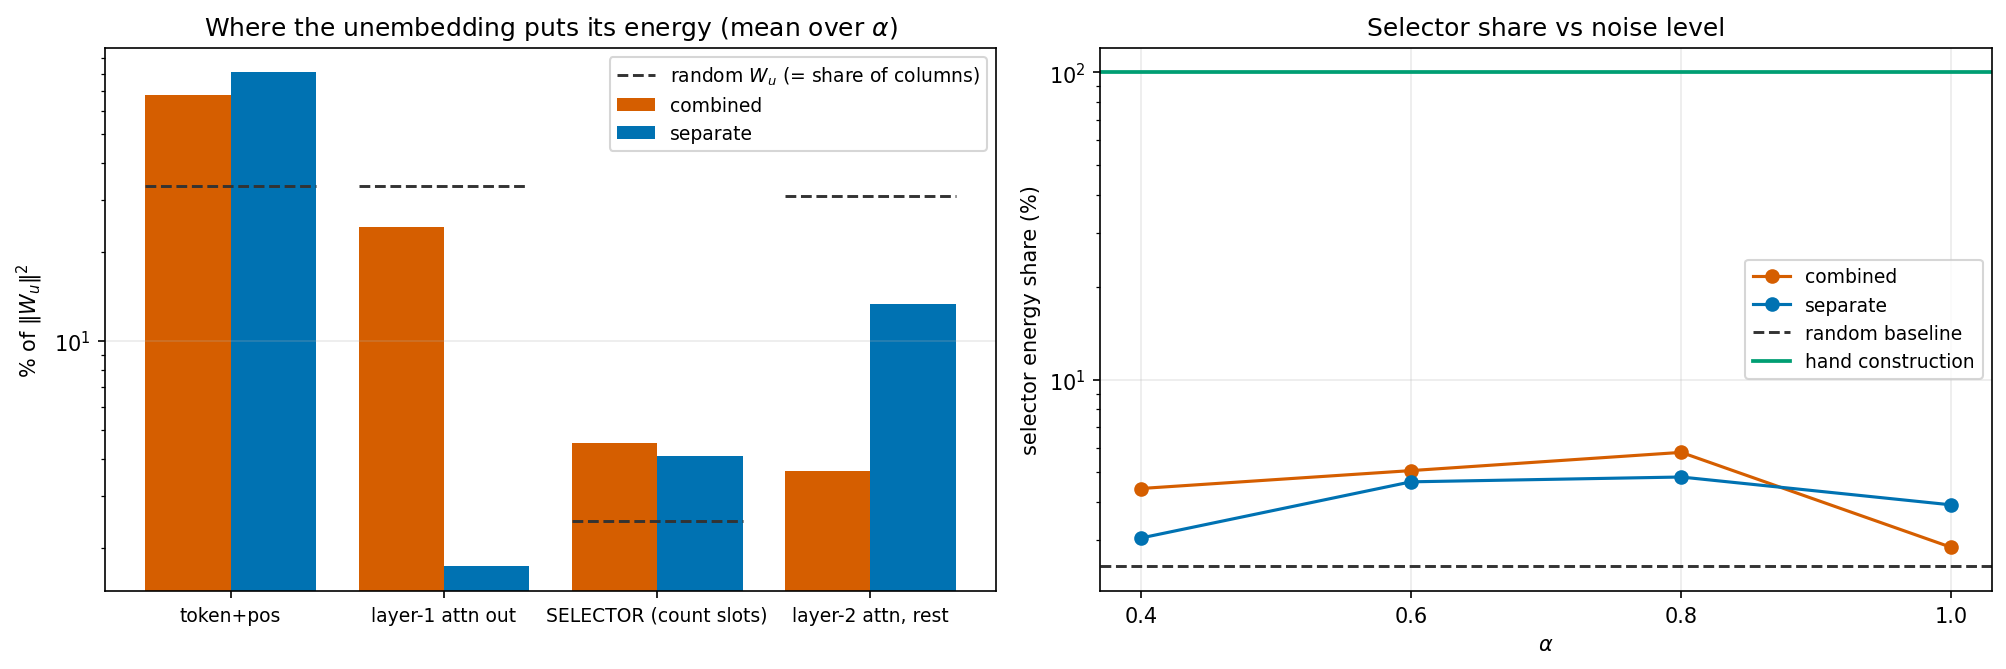 Where the unembedding puts its energy (mean over α)
% of ‖W_u‖²
10¹
random W_u (= share of columns)
combined
separate
token+pos
layer-1 attn out
SELECTOR (count slots)
layer-2 attn, rest
Selector share vs noise level
selector energy share (%)
10²
10¹
combined
separate
random baseline
hand construction
0.4
0.6
0.8
1.0
α